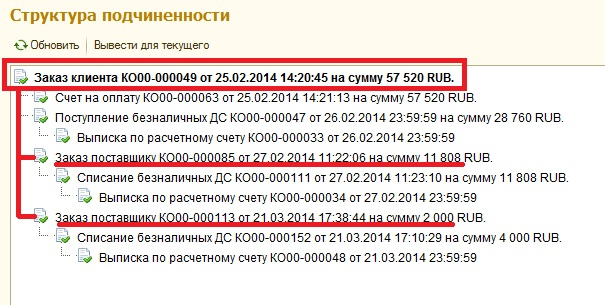 Структура подчиненности
Обновить Вывести для текущего
Заказ клиента КО00-000049 от 25.02.2014 14:20:45 на сумму 57 520 RUB.
Счет на оплату КО00-000063 от 25.02.2014 14:21:13 на сумму 57 520 RUB.
Поступление безналичных ДС КО00-000047 от 26.02.2014 23:59:59 на сумму 28 760 RUB.
Выписка по расчетному счету КО00-000033 от 26.02.2014 23:59:59
Заказ поставщику КО00-000085 от 27.02.2014 11:22:06 на сумму 11 808 RUB.
Списание безналичных ДС КО00-000111 от 27.02.2014 11:23:10 на сумму 11 808 RUB.
Выписка по расчетному счету КО00-000034 от 27.02.2014 23:59:59
Заказ поставщику КО00-000113 от 21.03.2014 17:38:44 на сумму 2 000 RUB.
Списание безналичных ДС КО00-000152 от 21.03.2014 17:10:29 на сумму 4 000 RUB.
Выписка по расчетному счету КО00-000048 от 21.03.2014 23:59:59